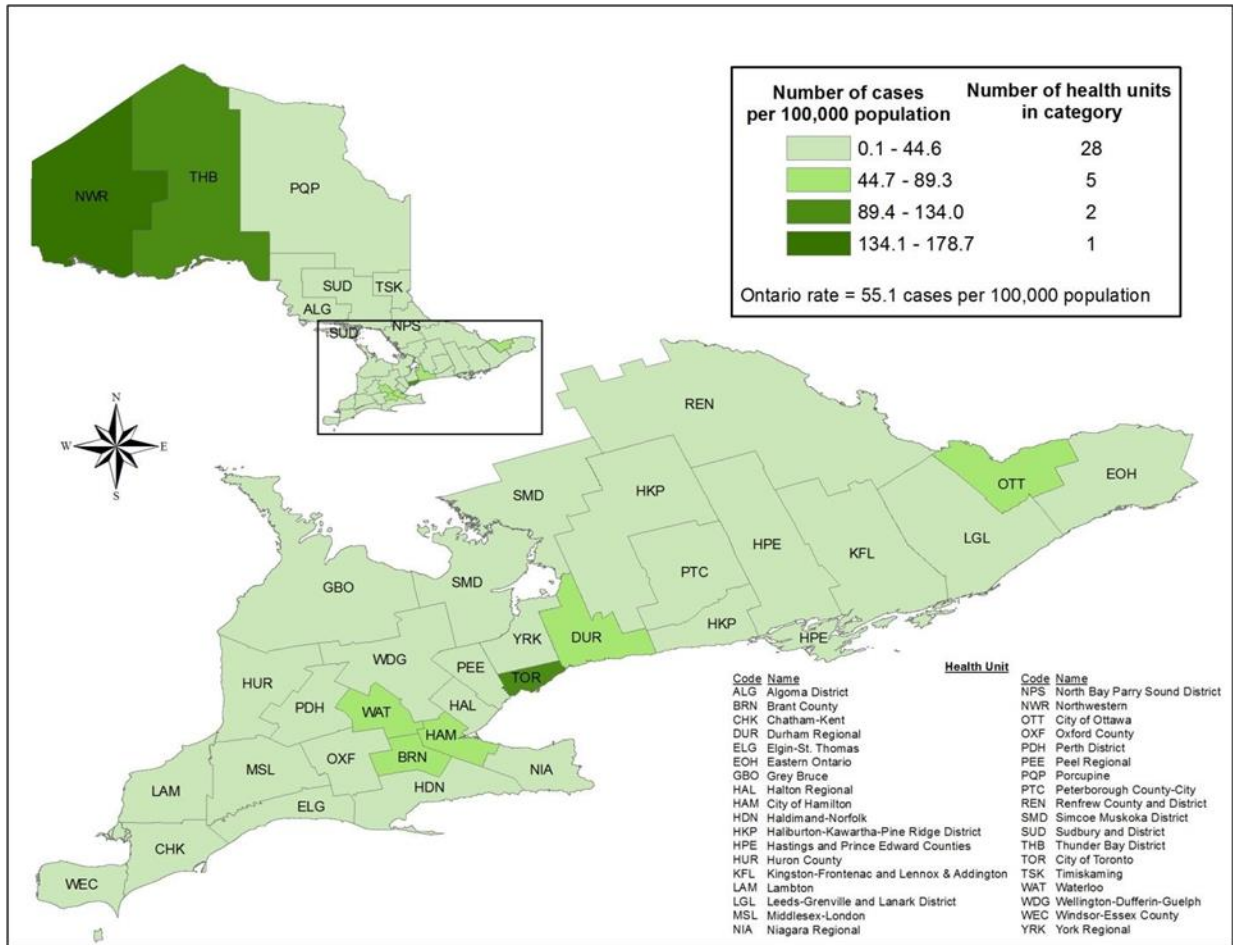 Number of cases
per 100,000 population
Number of health units
in category
0.1 - 44.6 28
44.7 - 89.3 5
89.4 - 134.0 2
134.1 - 178.7 1
Ontario rate = 55.1 cases per 100,000 population
NWR
THB
PQP
SUD
TSK
ALG
SUD
NPS
N
W
E
S
REN
OTT
EOH
SMD
HKP
LGL
HPE
KFL
PTC
GBO
SMD
HKP
HPE
YRK
DUR
WDG
PEE
TOR
HUR
PDH
HAL
WAT
HAM
OXF
BRN
MSL
NIA
LAM
HDN
ELG
CHK
WEC
Health Unit
Code Name
ALG Algoma District
BRN Brant County
CHK Chatham-Kent
DUR Durham Regional
ELG Elgin-St. Thomas
EOH Eastern Ontario
GBO Grey Bruce
HAL Halton Regional
HAM City of Hamilton
HDN Haldimand-Norfolk
HKP Haliburton-Kawartha-Pine Ridge District
HPE Hastings and Prince Edward Counties
HUR Huron County
KFL Kingston-Frontenac and Lennox & Addington
LAM Lambton
LGL Leeds-Grenville and Lanark District
MSL Middlesex-London
NIA Niagara Regional
Code Name
NPS North Bay Parry Sound District
NWR Northwestern
OTT City of Ottawa
OXF Oxford County
PDH Perth District
PEE Peel Regional
PQP Porcupine
PTC Peterborough County-City
REN Renfrew County and District
SMD Simcoe Muskoka District
SUD Sudbury and District
THB Thunder Bay District
TOR City of Toronto
TSK Timiskaming
WAT Waterloo
WDG Wellington-Dufferin-Guelph
WEC Windsor-Essex County
YRK York Regional